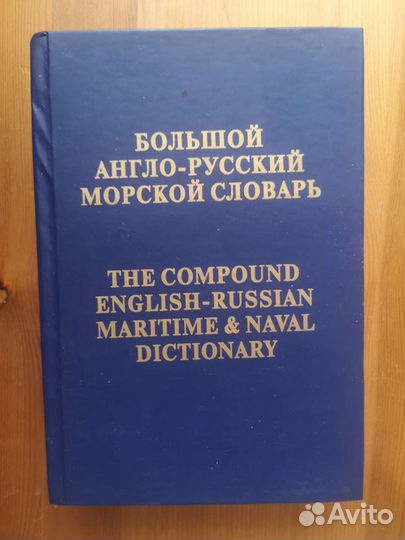 БОЛЬШОЙ
АНГЛО-РУССКИЙ
МОРСКОЙ СЛОВАРЬ
THE COMPOUND
ENGLISH-RUSSIAN
MARITIME & NAVAL
DICTIONARY
Avito